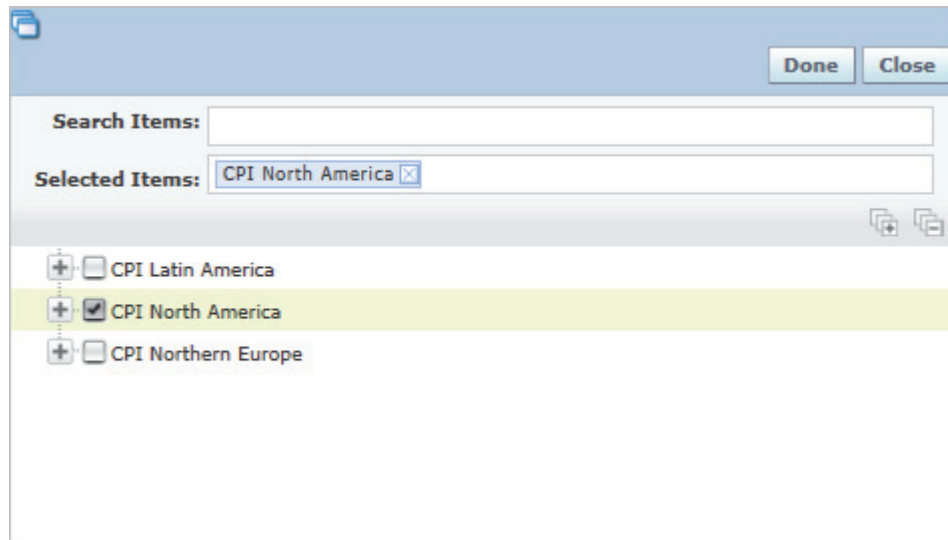 Done Close
Search Items:
Selected Items: CPI North America
CPI Latin America
CPI North America
CPI Northern Europe